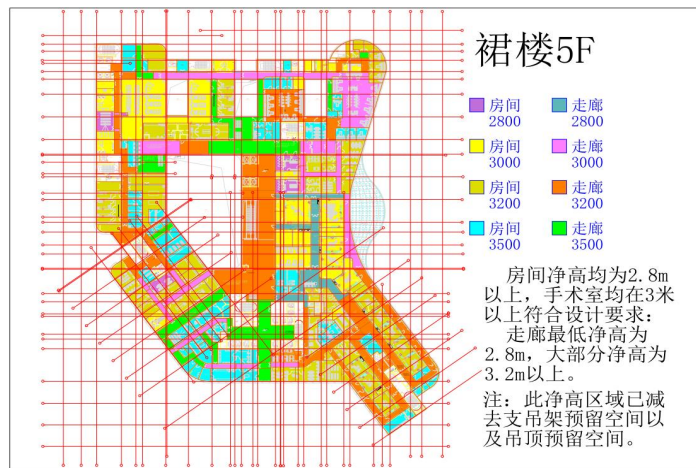 裙楼5F
房间 走廊
2800 2800
房间 走廊
3000 3000
房间 走廊
3200 3200
房间 走廊
3500 3500
房间净高均为2.8m
以上，手术室均在3米
以上符合设计要求：
走廊最低净高为
2.8m，大部分净高为
3.2m以上。
注：此净高区域已减
去支吊架预留空间以
及吊顶预留空间。